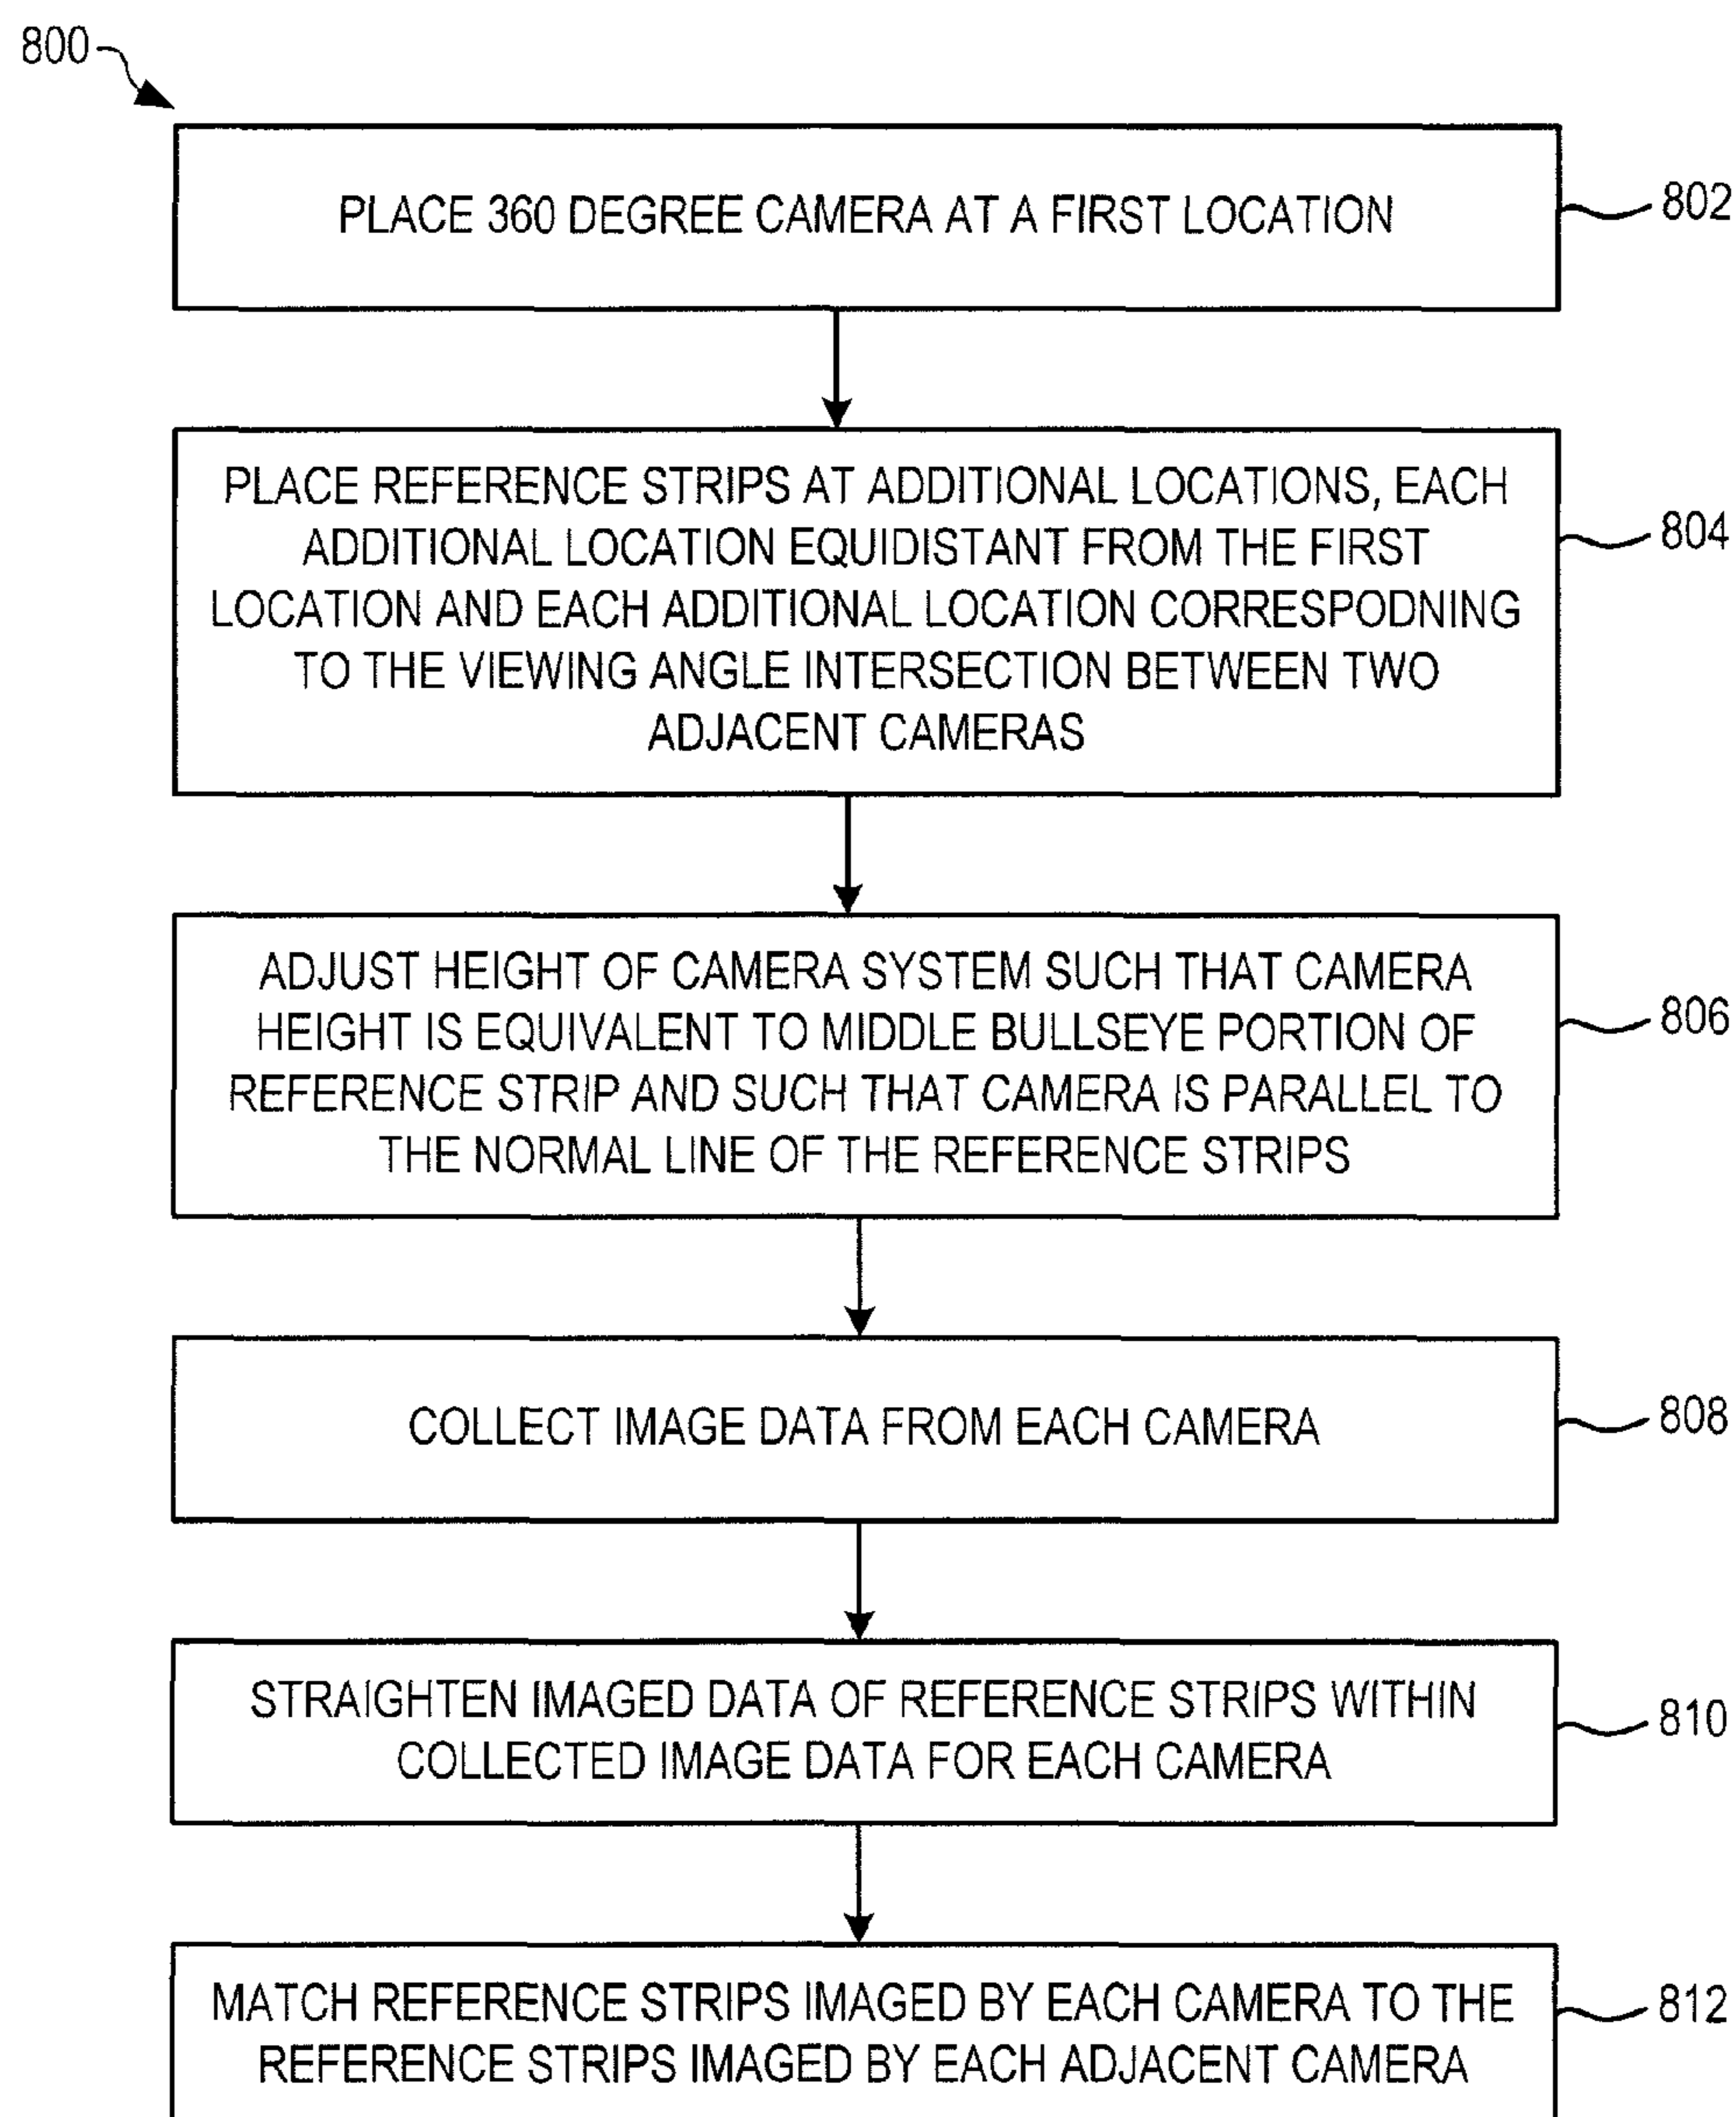 800
PLACE 360 DEGREE CAMERA AT A FIRST LOCATION
802
PLACE REFERENCE STRIPS AT ADDITIONAL LOCATIONS, EACH
ADDITIONAL LOCATION EQUIDISTANT FROM THE FIRST
LOCATION AND EACH ADDITIONAL LOCATION CORRESPODNING
TO THE VIEWING ANGLE INTERSECTION BETWEEN TWO
ADJACENT CAMERAS
804
ADJUST HEIGHT OF CAMERA SYSTEM SUCH THAT CAMERA
HEIGHT IS EQUIVALENT TO MIDDLE BULLSEYE PORTION OF
REFERENCE STRIP AND SUCH THAT CAMERA IS PARALLEL TO
THE NORMAL LINE OF THE REFERENCE STRIPS
806
COLLECT IMAGE DATA FROM EACH CAMERA
808
STRAIGHTEN IMAGED DATA OF REFERENCE STRIPS WITHIN
COLLECTED IMAGE DATA FOR EACH CAMERA
810
MATCH REFERENCE STRIPS IMAGED BY EACH CAMERA TO THE
REFERENCE STRIPS IMAGED BY EACH ADJACENT CAMERA
812